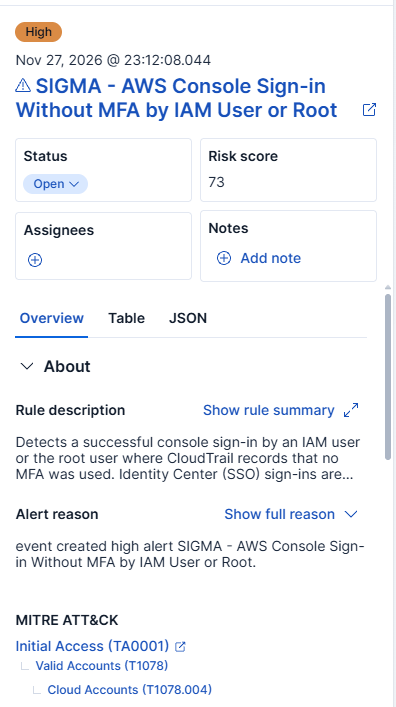 High
Nov 27, 2026 @ 23:12:08.044
SIGMA - AWS Console Sign-in
Without MFA by IAM User or Root
Status
Open
Risk score
73
Assignees
Notes
Add note
Overview
Table
JSON
About
Rule description
Show rule summary
Detects a successful console sign-in by an IAM user
or the root user where CloudTrail records that no
MFA was used. Identity Center (SSO) sign-ins are...
Alert reason
Show full reason
event created high alert SIGMA - AWS Console Sign-
in Without MFA by IAM User or Root.
MITRE ATT&CK
Initial Access (TA0001)
Valid Accounts (T1078)
Cloud Accounts (T1078.004)